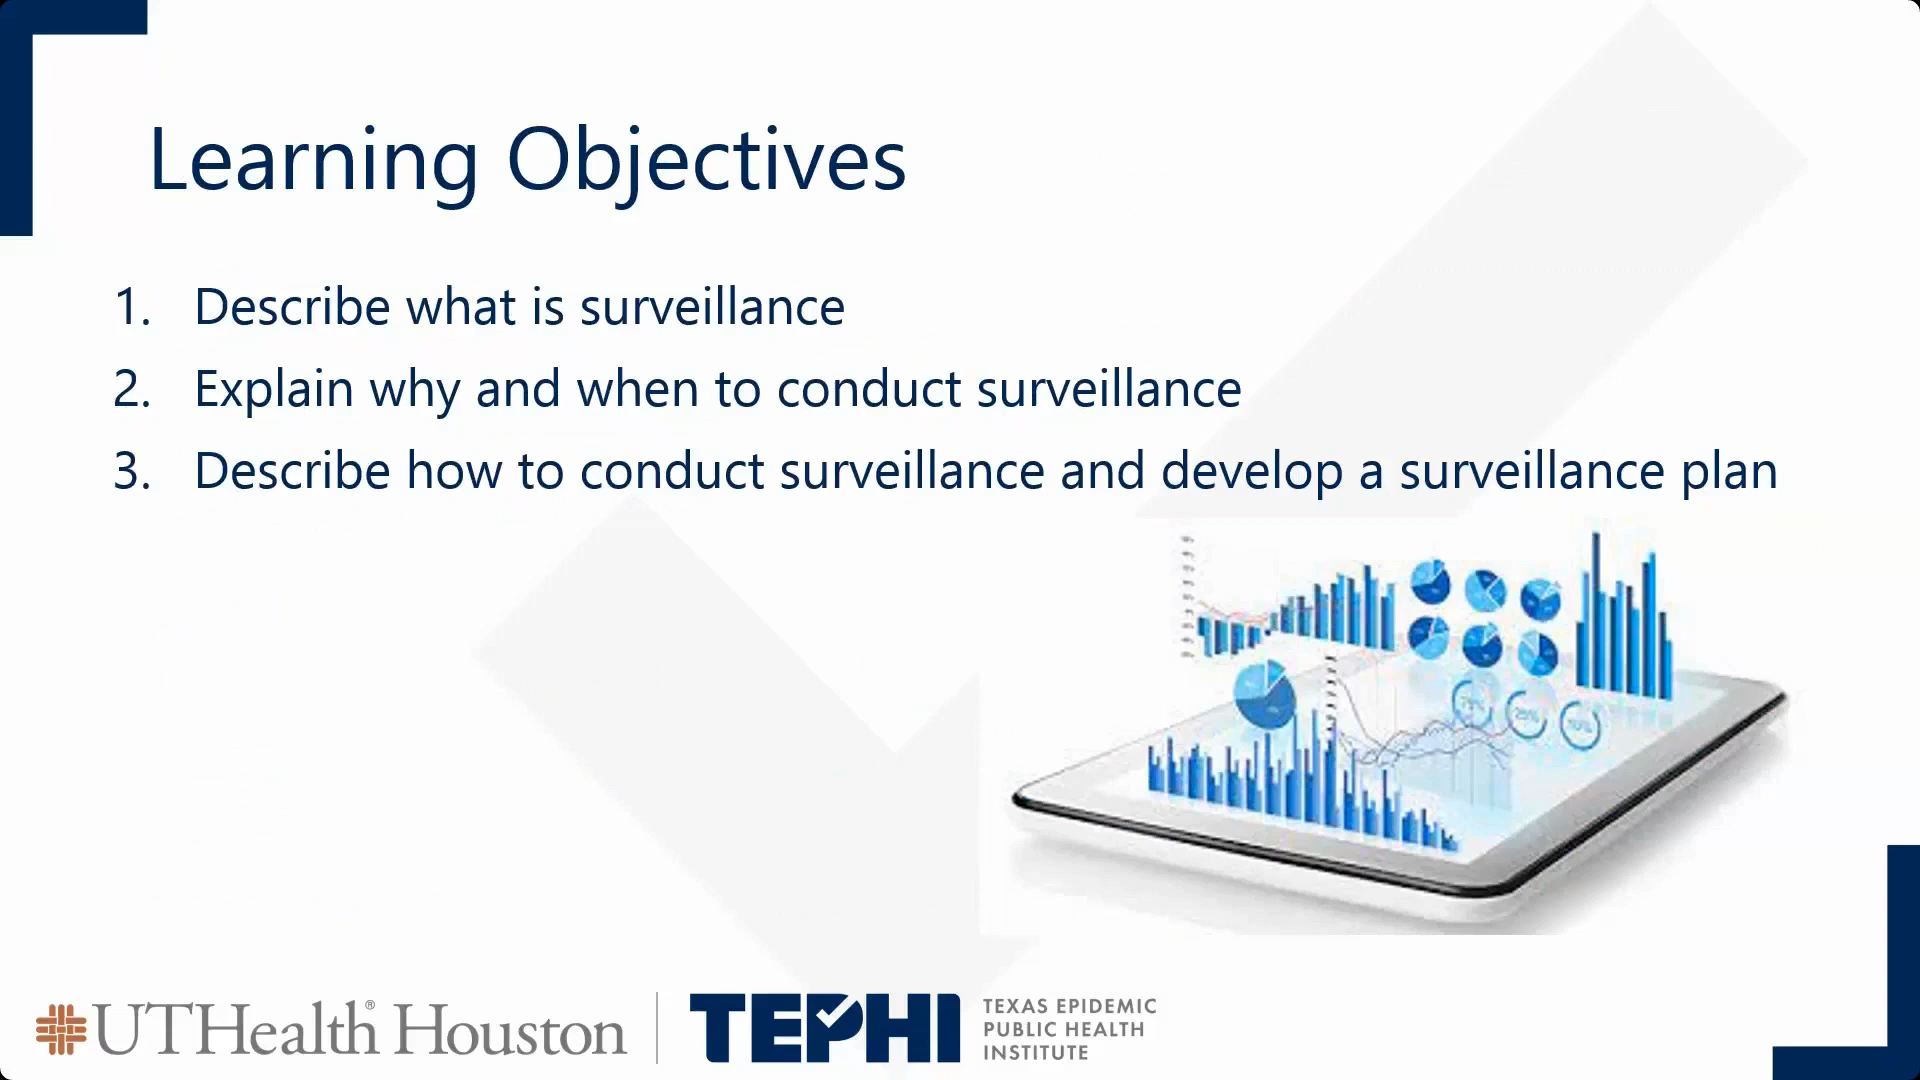 Learning Objectives
1. Describe what is surveillance
2. Explain why and when to conduct surveillance
3. Describe how to conduct surveillance and develop a surveillance plan
UTHealth® Houston
TEPHI
TEXAS EPIDEMIC
PUBLIC HEALTH
INSTITUTE